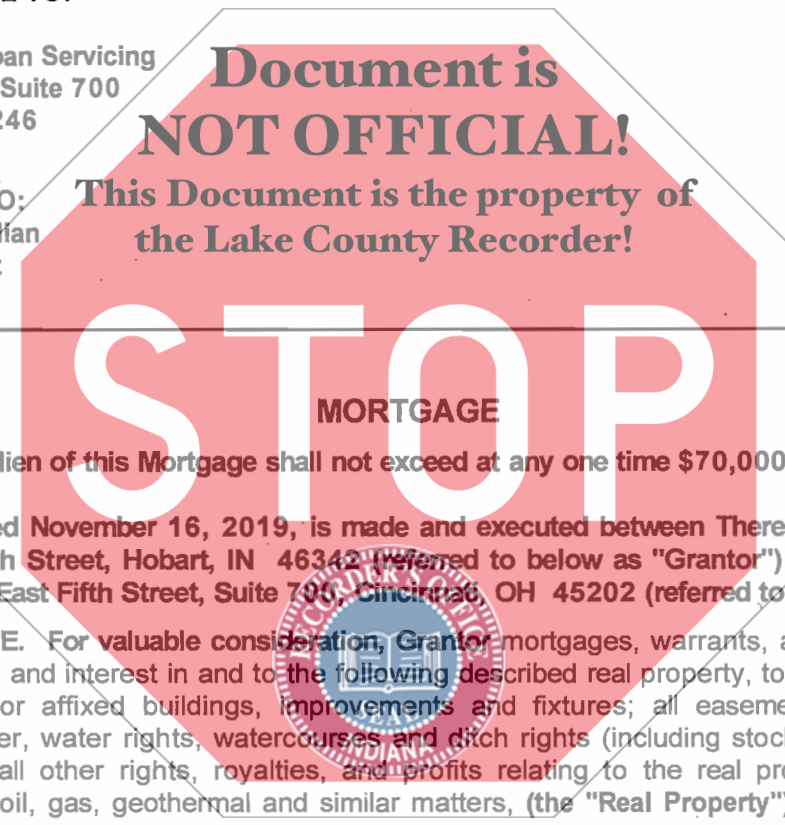 oan Servicing
Suite 700
246
O:
Document is
NOT OFFICIAL!
This Document is the property of
the Lake County Recorder!
STOP
MORTGAGE
lien of this Mortgage shall not exceed at any one time $70,000
ed November 16, 2019, is made and executed between There
h Street, Hobart, IN 46342 (referred to below as "Grantor")
East Fifth Street, Suite 700, Cincinnati, OH 45202 (referred to
E. For valuable consideration, Grantor mortgages, warrants, a
and interest in and to the following described real property, to
or affixed buildings, improvements and fixtures; all easeme
er, water rights, watercourses and ditch rights (including stoc
all other rights, royalties, and profits relating to the real pro
oil, gas, geothermal and similar matters, (the "Real Property")
RECORDER'S OFFICE
SEAL
INDIANA